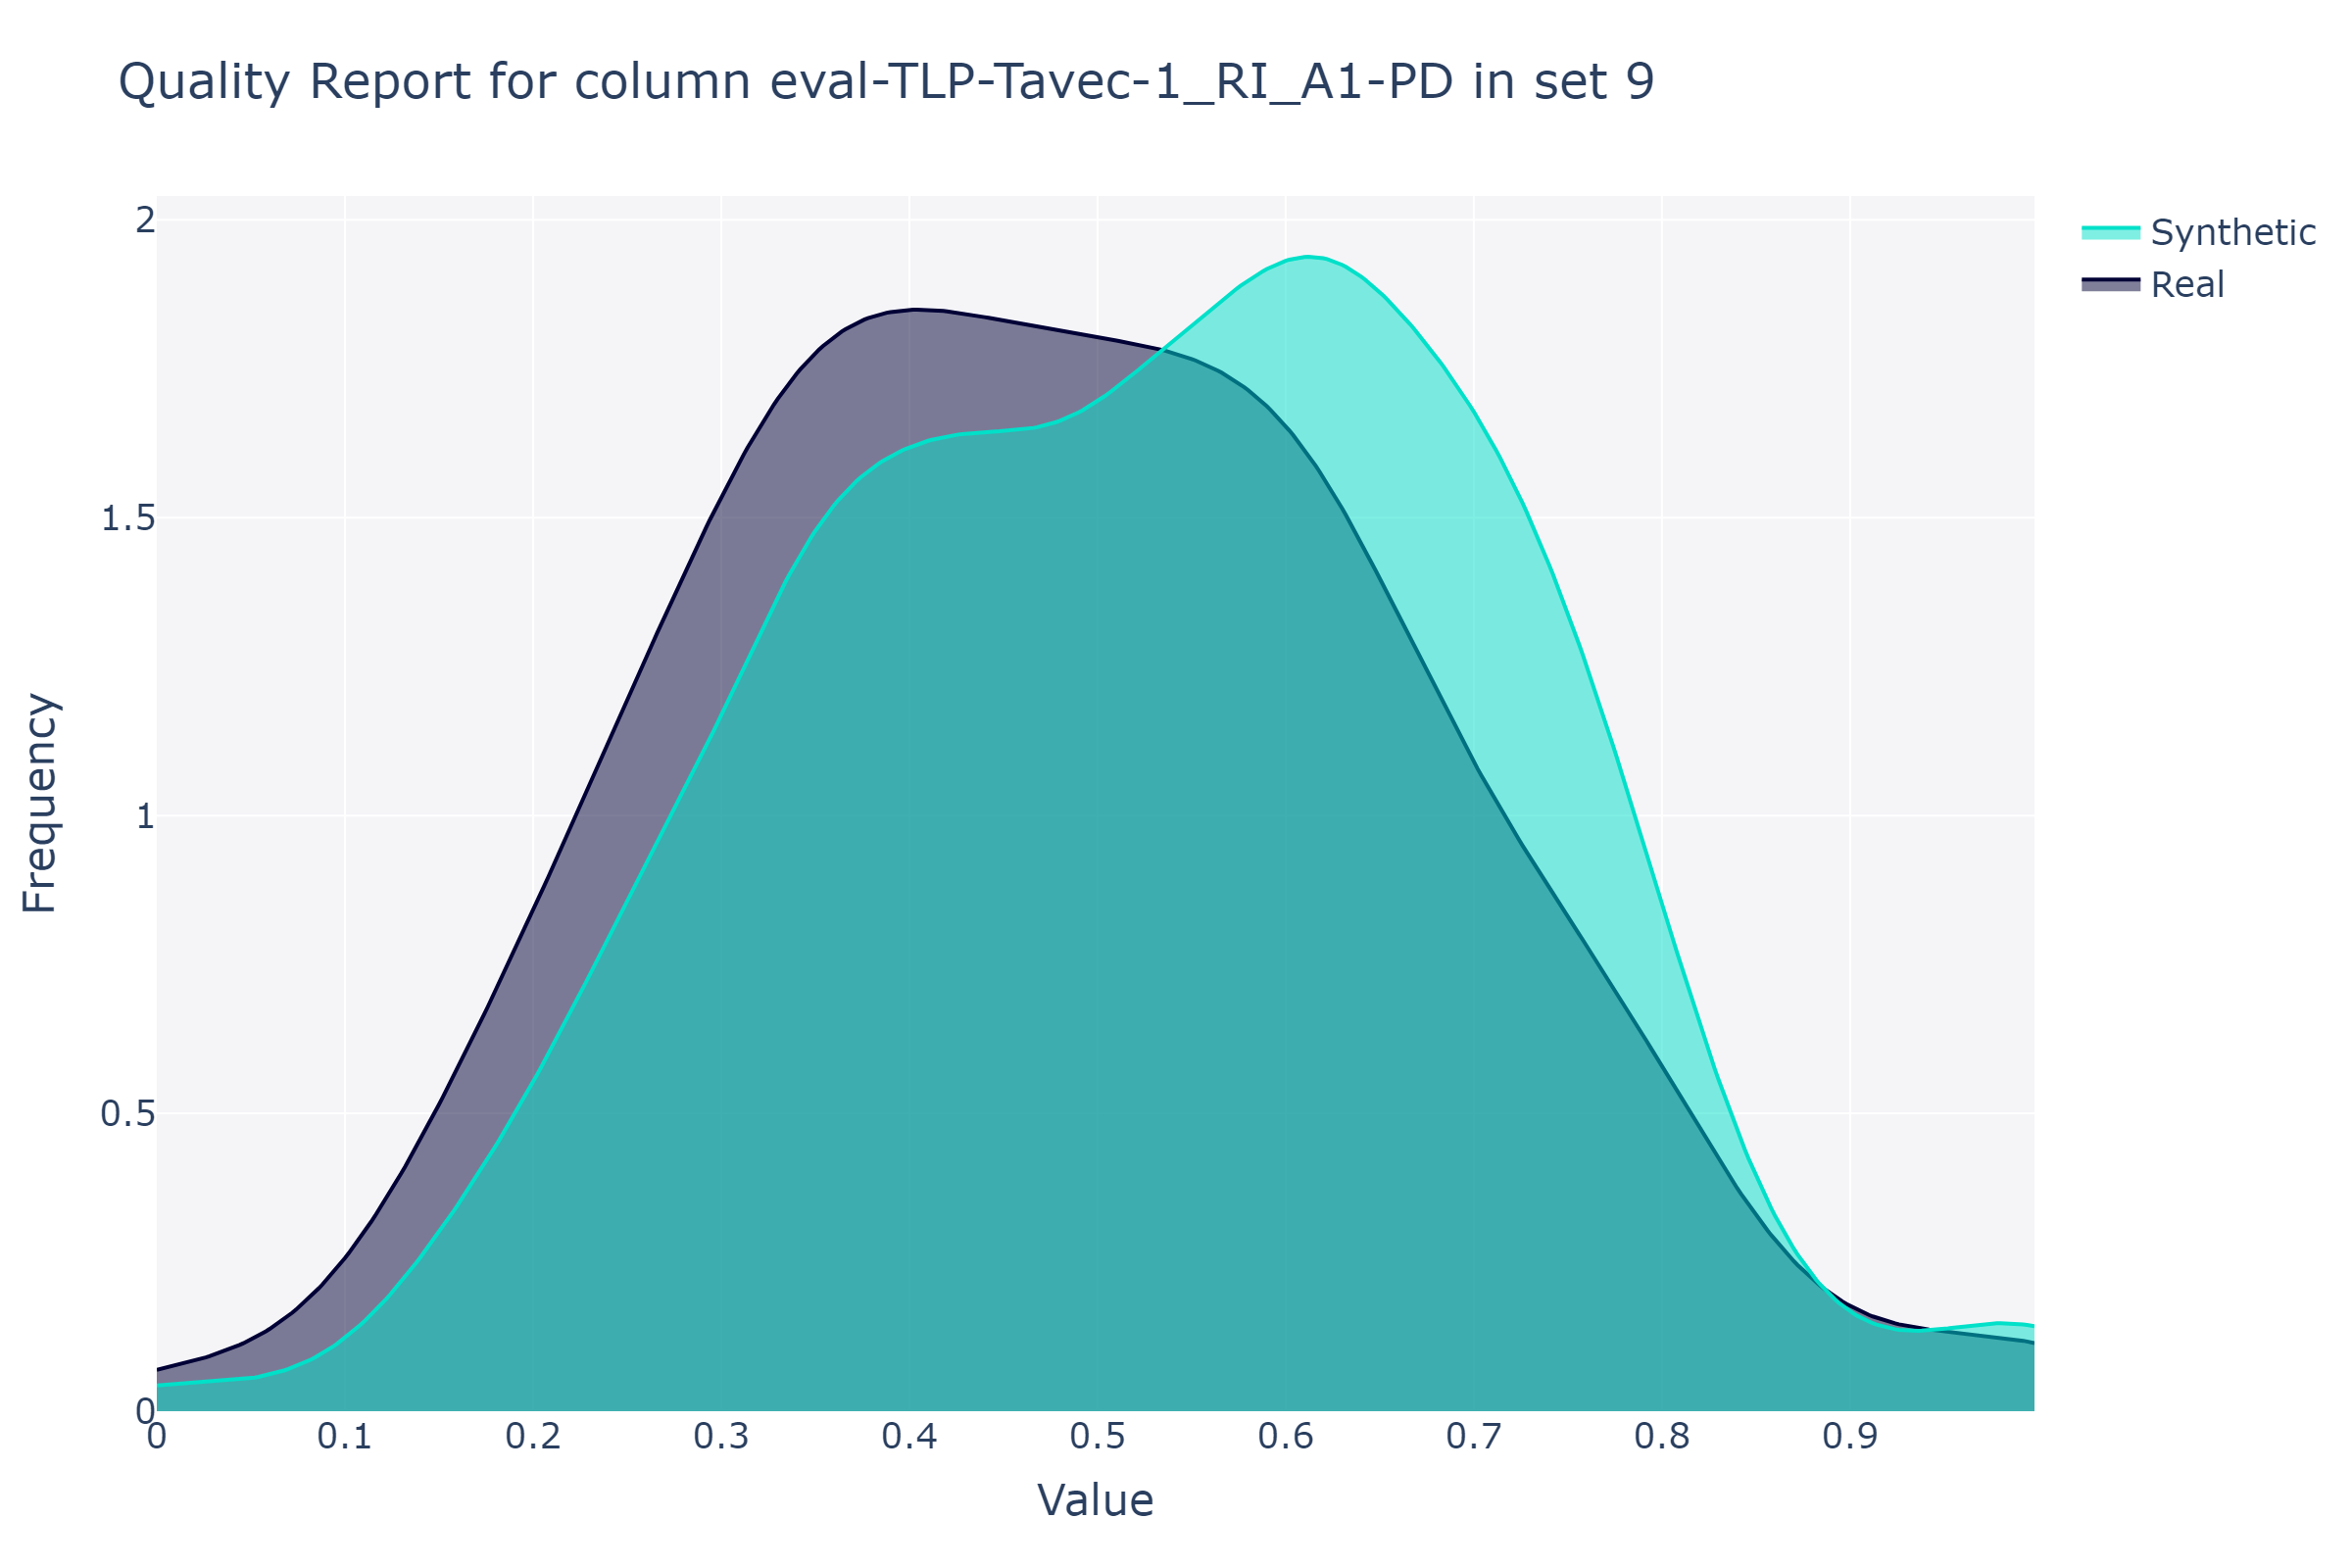 Quality Report for column eval-TLP-Tavec-1_RI_A1-PD in set 9
Synthetic
Real
Frequency
2
1.5
1
0.5
0
0 0.1 0.2 0.3 0.4 0.5 0.6 0.7 0.8 0.9
Value